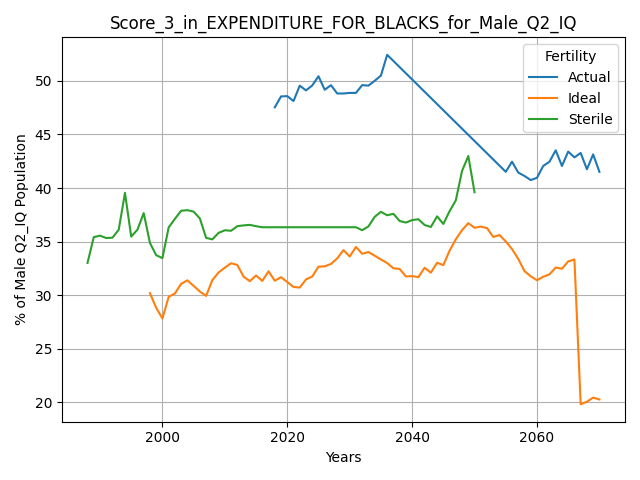 Score_3_in_EXPENDITURE_FOR_BLACKS_for_Male_Q2_IQ
Fertility
Actual
Ideal
Sterile
% of Male Q2_IQ Population
50
45
40
35
30
25
20
2000
2020
2040
2060
Years